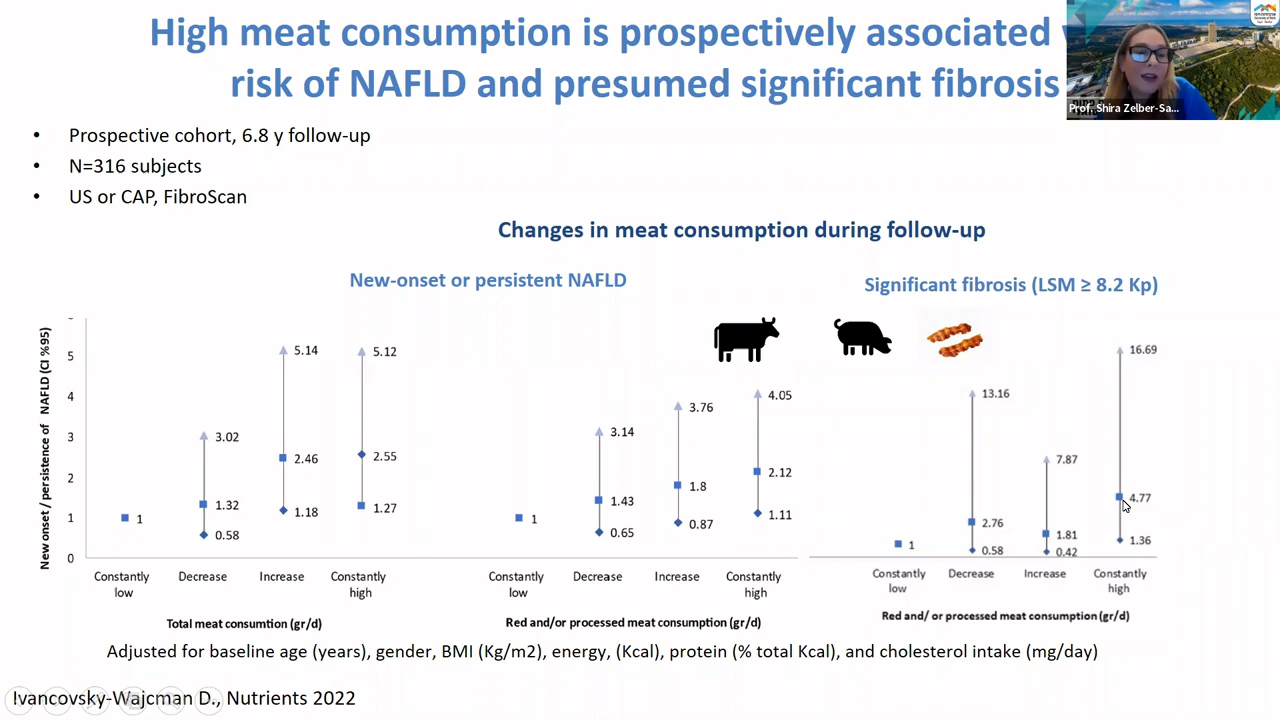 High meat consumption is prospectively associated
risk of NAFLD and presumed significant fibrosis
Prof. Shira Zelber-Sa...
• Prospective cohort, 6.8 y follow-up
• N=316 subjects
• US or CAP, FibroScan
Changes in meat consumption during follow-up
New-onset or persistent NAFLD
Significant fibrosis (LSM ≥ 8.2 Kp)
New onset / persistence of NAFLD (CI %95)
5
4
3
2
1
0
1
3.02
1.32
0.58
5.14
2.46
1.18
5.12
2.55
1.27
Constantly low
Decrease
Increase
Constantly high
Total meat consumtion (gr/d)
1
3.14
1.43
0.65
3.76
1.8
0.87
4.05
2.12
1.11
Constantly low
Decrease
Increase
Constantly high
Red and/or processed meat consumption (gr/d)
1
13.16
2.76
0.58
7.87
1.81
0.42
16.69
4.77
1.36
Constantly low
Decrease
Increase
Constantly high
Red and/ or processed meat consumption (gr/d)
Adjusted for baseline age (years), gender, BMI (Kg/m2), energy, (Kcal), protein (% total Kcal), and cholesterol intake (mg/day)
Ivancovsky-Wajcman D., Nutrients 2022